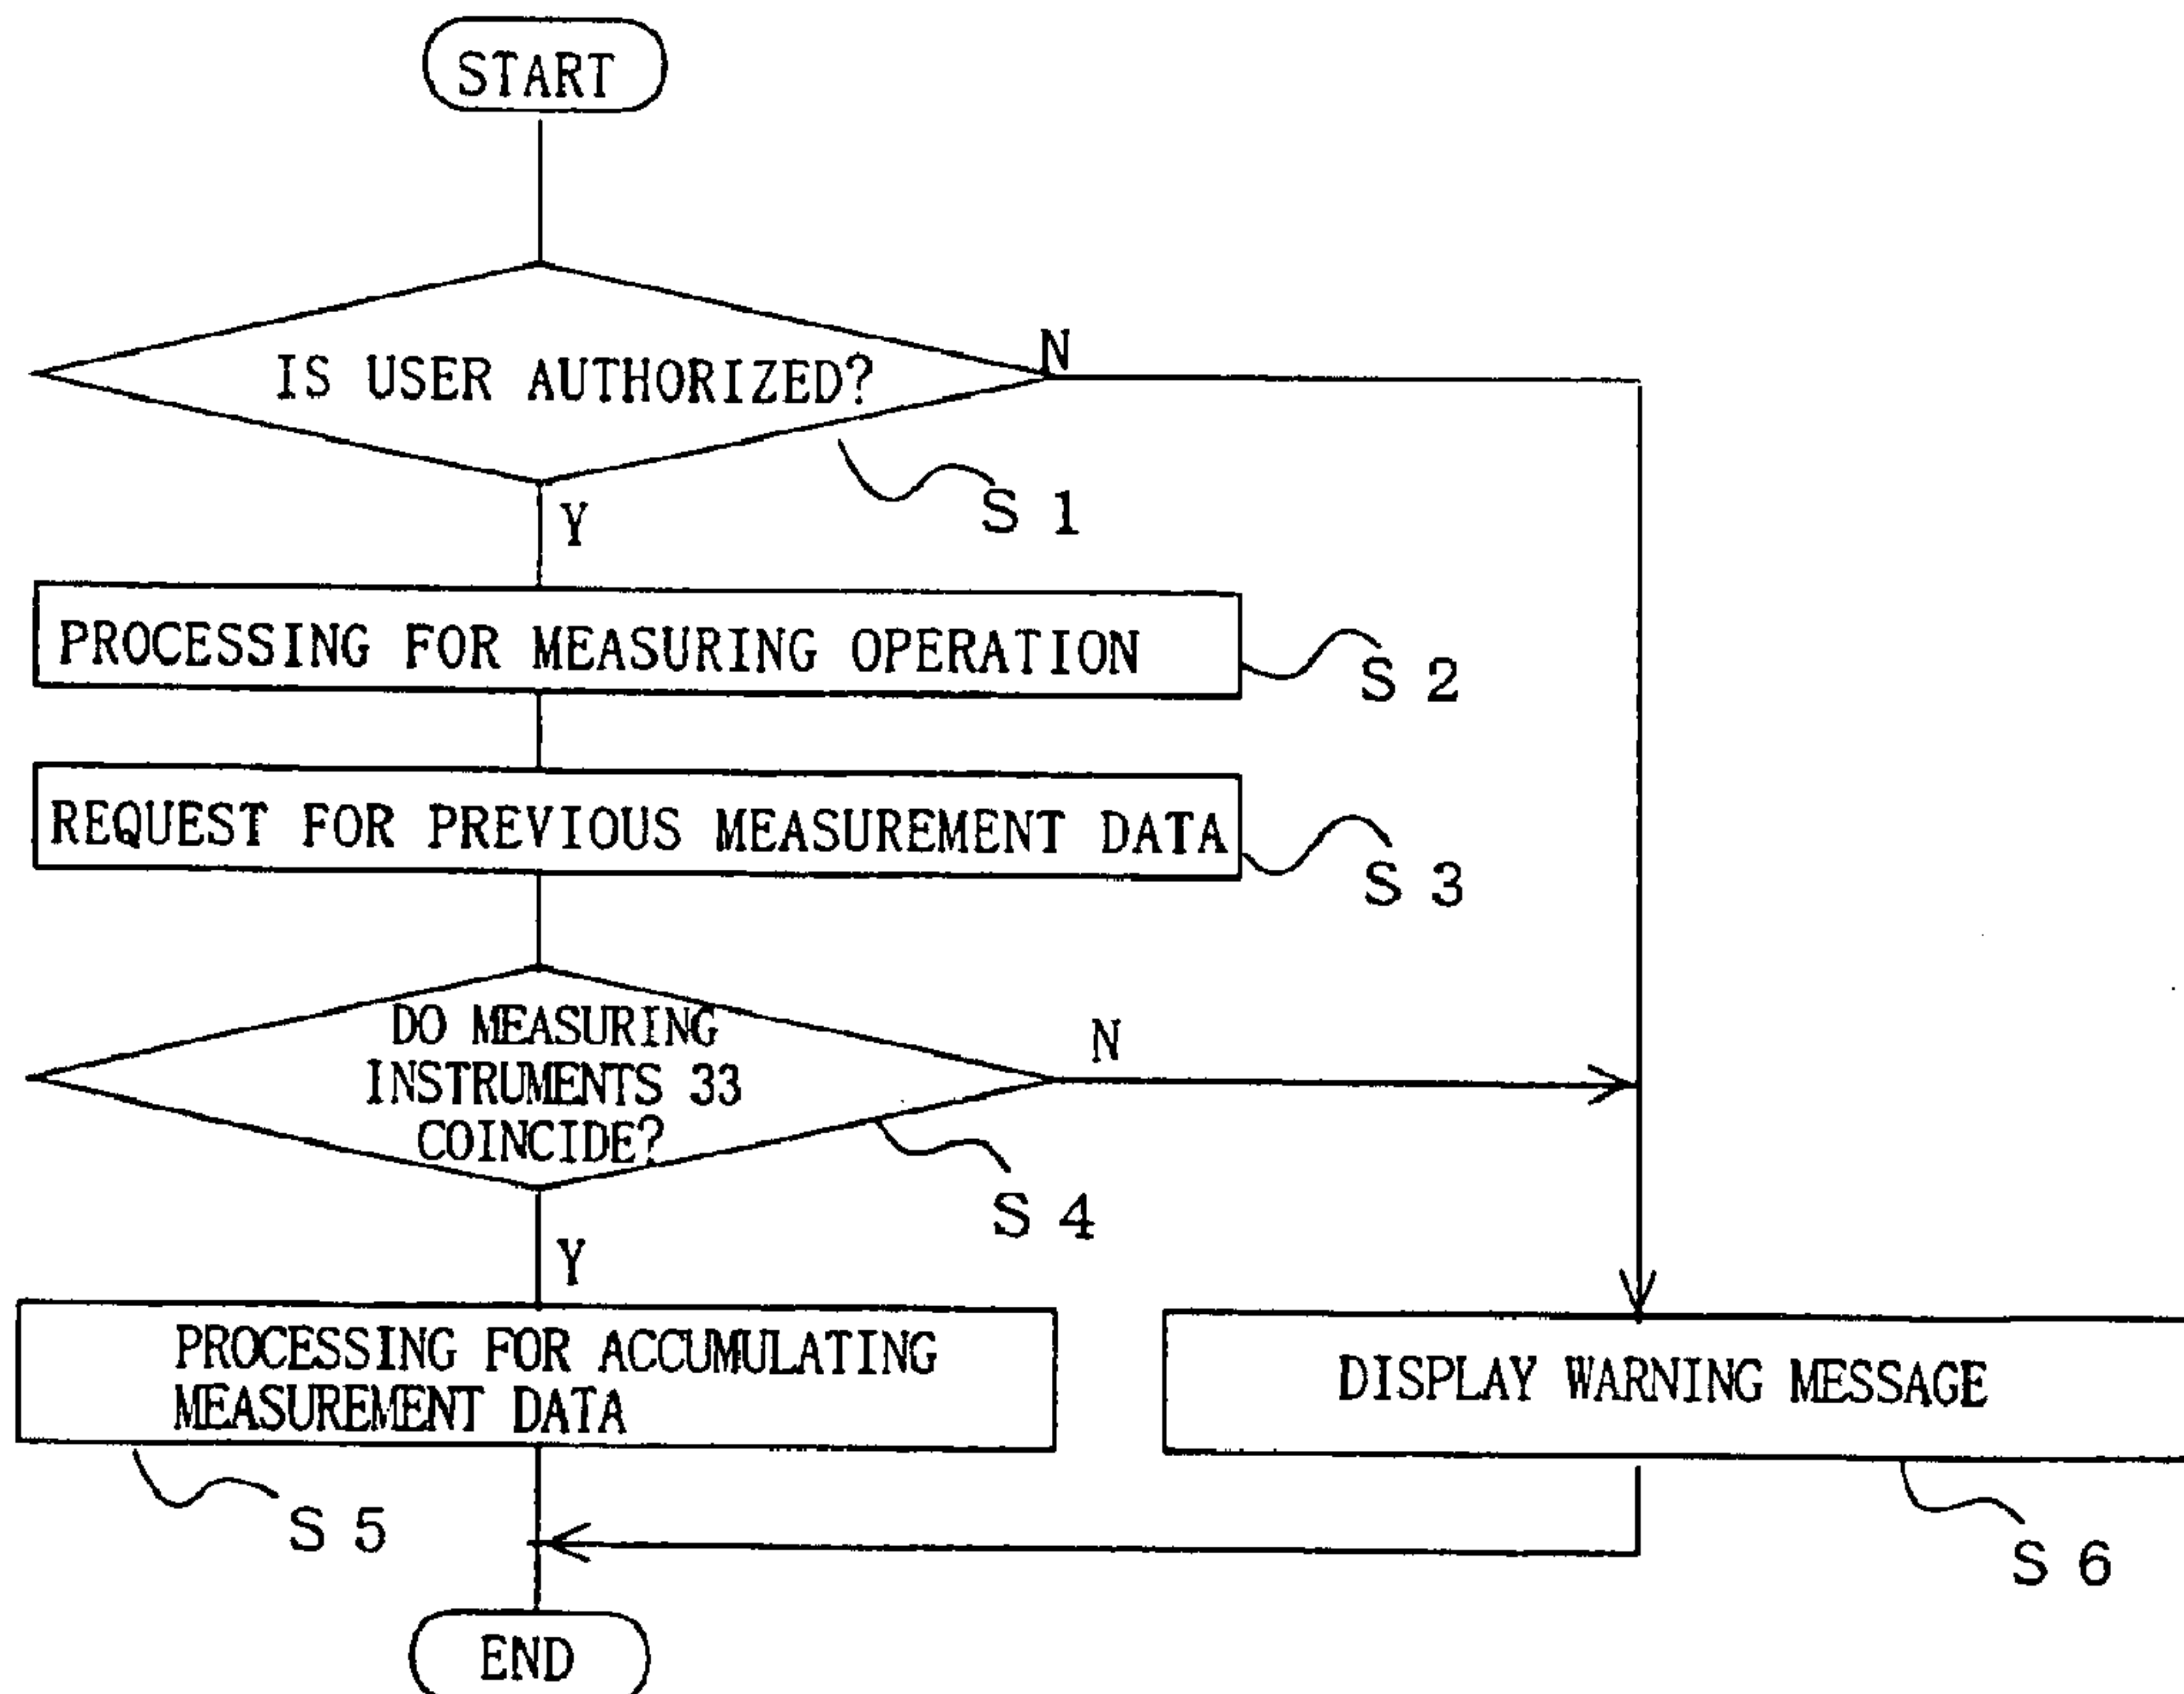 START
IS USER AUTHORIZED?
N
S 1
Y
PROCESSING FOR MEASURING OPERATION
S 2
REQUEST FOR PREVIOUS MEASUREMENT DATA
S 3
DO MEASURING
INSTRUMENTS 33
COINCIDE?
N
S 4
Y
PROCESSING FOR ACCUMULATING
MEASUREMENT DATA
S 5
DISPLAY WARNING MESSAGE
S 6
END